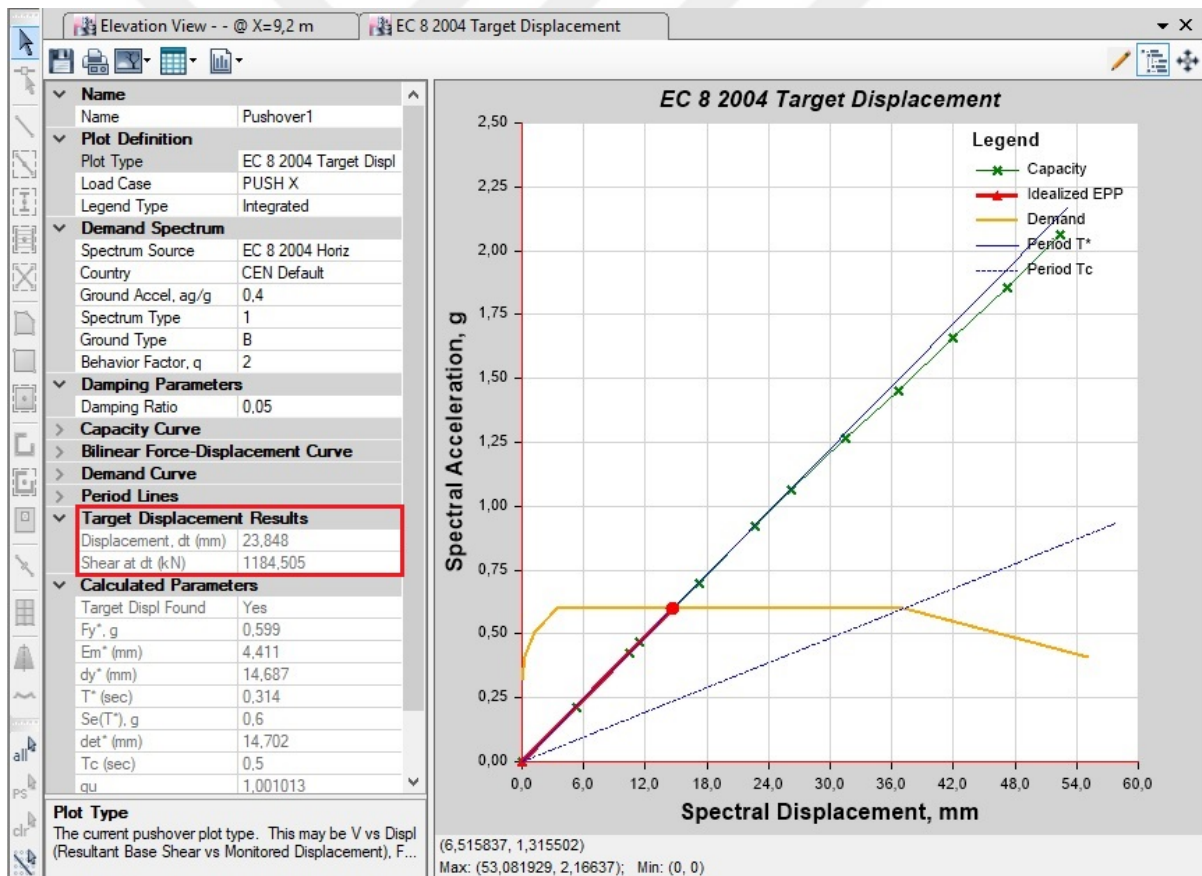 Elevation View - - @ X=9,2 m
EC 8 2004 Target Displacement
Name
Name Pushover1
Plot Definition
Plot Type EC 8 2004 Target Displ
Load Case PUSH X
Legend Type Integrated
Demand Spectrum
Spectrum Source EC 8 2004 Horiz
Country CEN Default
Ground Accel, ag/g 0,4
Spectrum Type 1
Ground Type B
Behavior Factor, q 2
Damping Parameters
Damping Ratio 0,05
Capacity Curve
Bilinear Force-Displacement Curve
Demand Curve
Period Lines
Target Displacement Results
Displacement, dt (mm) 23,848
Shear at dt (kN) 1184,505
Calculated Parameters
Target Displ Found Yes
Fy*, g 0,599
Em* (mm) 4,411
dy* (mm) 14,687
T* (sec) 0,314
Se(T*), g 0,6
det* (mm) 14,702
Tc (sec) 0,5
qu 1,001013
Plot Type
The current pushover plot type. This may be V vs Displ
(Resultant Base Shear vs Monitored Displacement), F...
all
PS
clr
EC 8 2004 Target Displacement
Legend
Capacity
Idealized EPP
Demand
Period T*
Period Tc
Spectral Acceleration, g
2,50
2,25
2,00
1,75
1,50
1,25
1,00
0,75
0,50
0,25
0,00
0,0 6,0 12,0 18,0 24,0 30,0 36,0 42,0 48,0 54,0 60,0
Spectral Displacement, mm
(6,515837, 1,315502)
Max: (53,081929, 2,16637); Min: (0, 0)